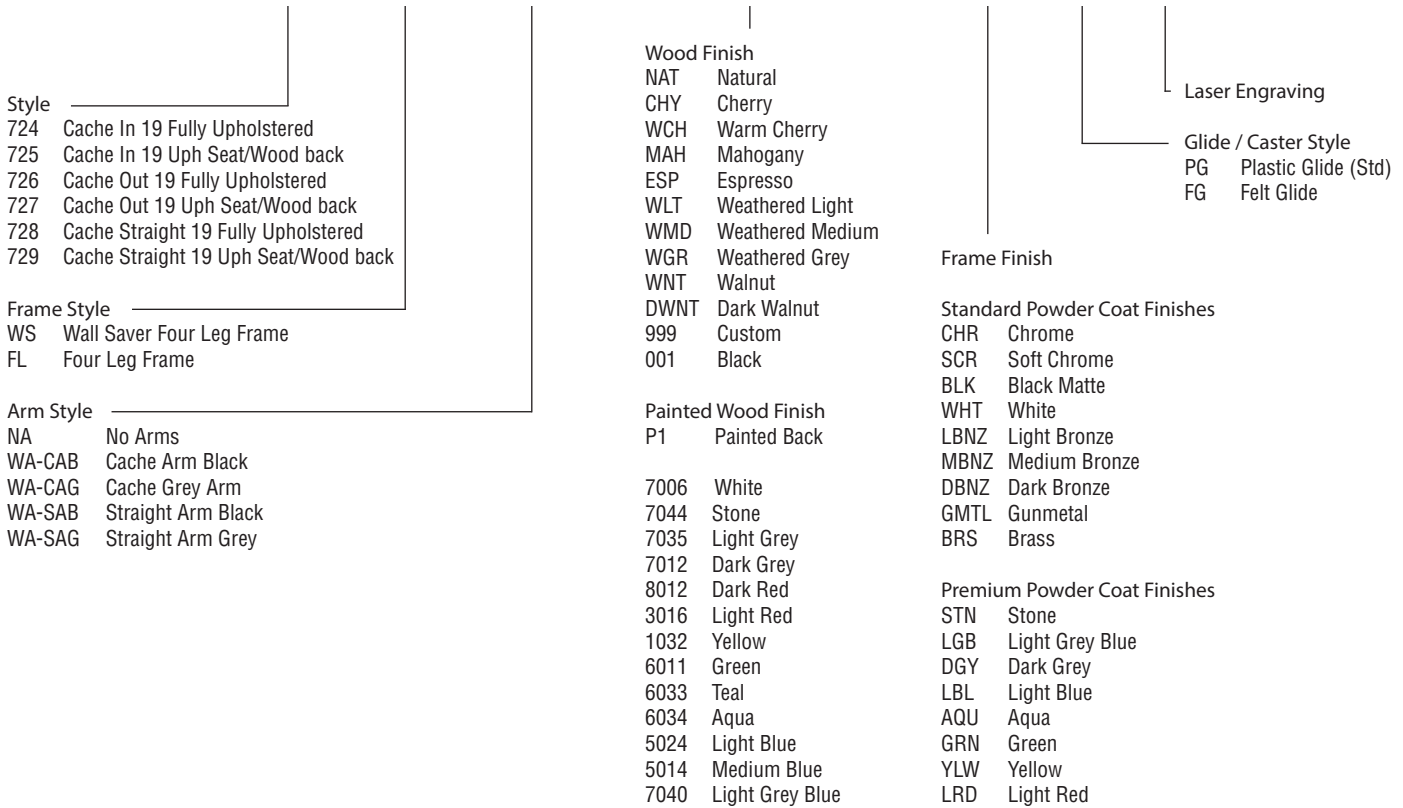 Style
724 Cache In 19 Fully Upholstered
725 Cache In 19 Uph Seat/Wood back
726 Cache Out 19 Fully Upholstered
727 Cache Out 19 Uph Seat/Wood back
728 Cache Straight 19 Fully Upholstered
729 Cache Straight 19 Uph Seat/Wood back
Frame Style
WS Wall Saver Four Leg Frame
FL Four Leg Frame
Arm Style
NA No Arms
WA-CAB Cache Arm Black
WA-CAG Cache Grey Arm
WA-SAB Straight Arm Black
WA-SAG Straight Arm Grey
Wood Finish
NAT Natural
CHY Cherry
WCH Warm Cherry
MAH Mahogany
ESP Espresso
WLT Weathered Light
WMD Weathered Medium
WGR Weathered Grey
WNT Walnut
DWNT Dark Walnut
999 Custom
001 Black
Painted Wood Finish
P1 Painted Back
7006 White
7044 Stone
7035 Light Grey
7012 Dark Grey
8012 Dark Red
3016 Light Red
1032 Yellow
6011 Green
6033 Teal
6034 Aqua
5024 Light Blue
5014 Medium Blue
7040 Light Grey Blue
Frame Finish
Standard Powder Coat Finishes
CHR Chrome
SCR Soft Chrome
BLK Black Matte
WHT White
LBNZ Light Bronze
MBNZ Medium Bronze
DBNZ Dark Bronze
GMTL Gunmetal
BRS Brass
Premium Powder Coat Finishes
STN Stone
LGB Light Grey Blue
DGY Dark Grey
LBL Light Blue
AQU Aqua
GRN Green
YLW Yellow
LRD Light Red
Laser Engraving
Glide / Caster Style
PG Plastic Glide (Std)
FG Felt Glide